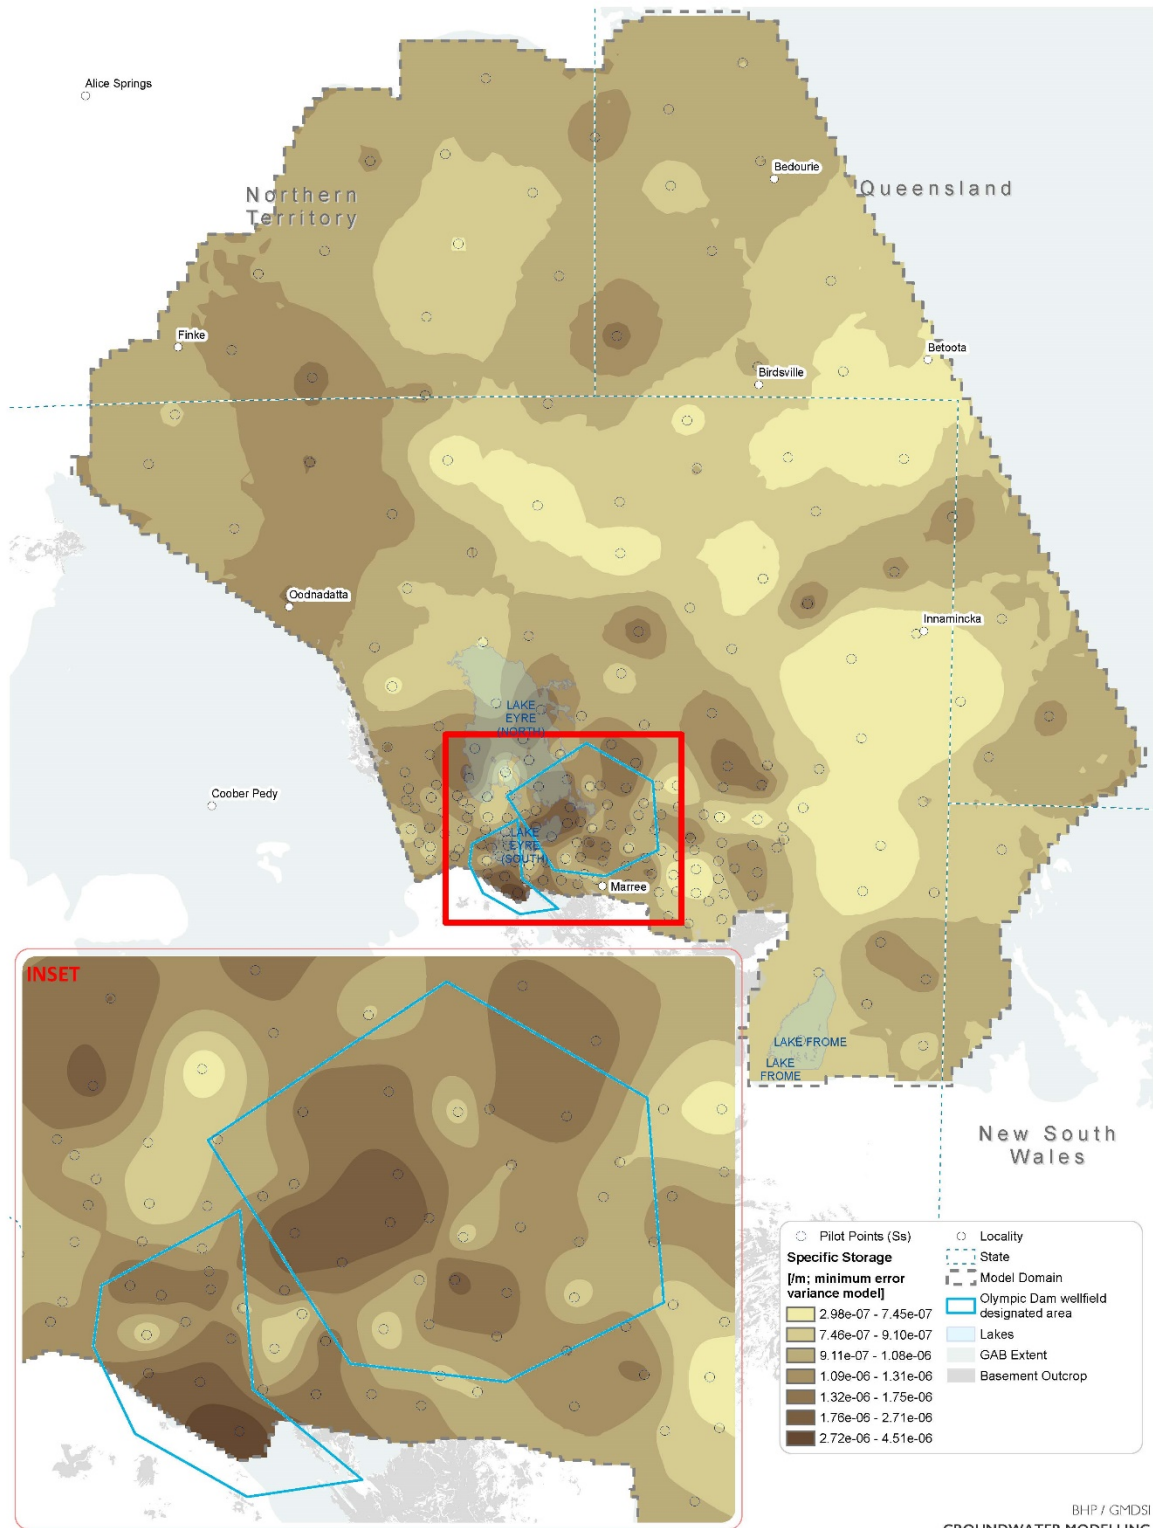 Alice Springs
Northern
Territory
Bedourie
Queensland
Finke
Betoota
Birdsville
Oodnadatta
Innamincka
LAKE
EYRE
(NORTH)
Coober Pedy
LAKE
EYRE
(SOUTH)
Marree
INSET
LAKE FROME
LAKE
FROME
New South
Wales
Pilot Points (Ss)
Specific Storage
[/m; minimum error
variance model]
2.98e-07 - 7.45e-07
7.46e-07 - 9.10e-07
9.11e-07 - 1.08e-06
1.09e-06 - 1.31e-06
1.32e-06 - 1.75e-06
1.76e-06 - 2.71e-06
2.72e-06 - 4.51e-06
Locality
State
Model Domain
Olympic Dam wellfield
designated area
Lakes
GAB Extent
Basement Outcrop
BHP / GMDSI
GROUNDWATER MODELLING